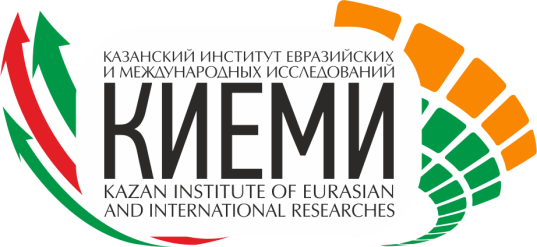 КАЗАНСКИЙ ИНСТИТУТ ЕВРАЗИЙСКИХ
И МЕЖДУНАРОДНЫХ ИССЛЕДОВАНИЙ
КИЕМИ
KAZAN INSTITUTE OF EURASIAN
AND INTERNATIONAL RESEARCHES